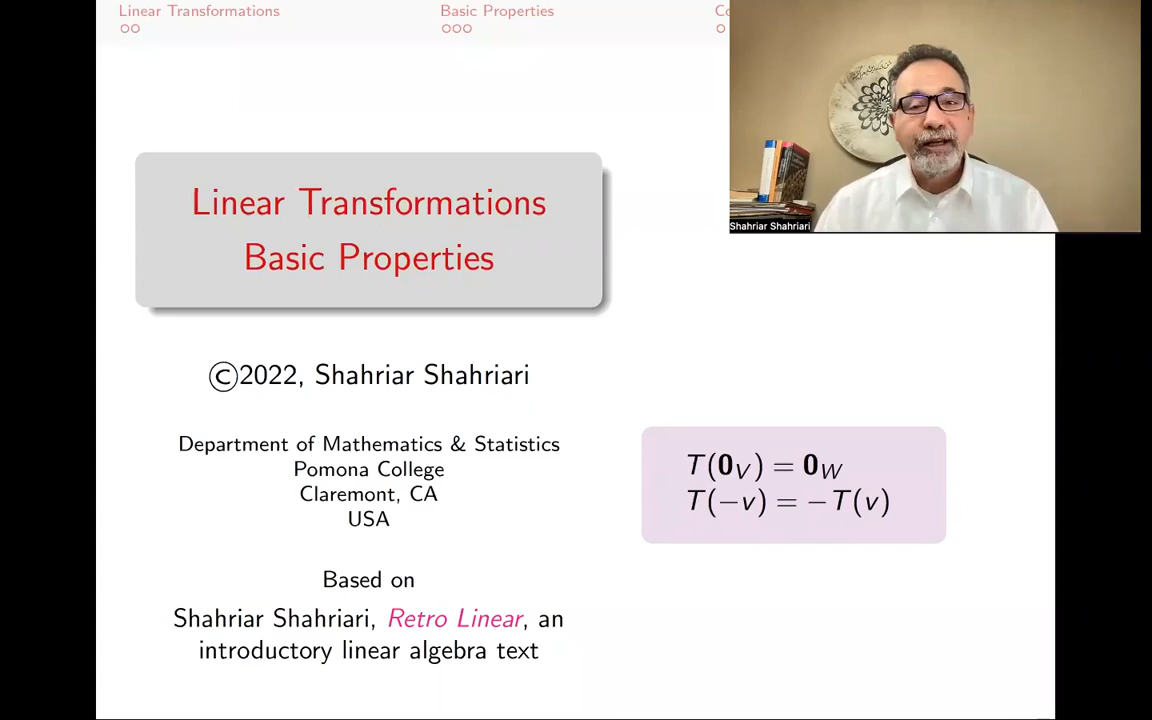 Linear Transformations
Basic Properties
Linear Transformations
Basic Properties
©2022, Shahriar Shahriari
Department of Mathematics & Statistics
Pomona College
Claremont, CA
USA
Based on
Shahriar Shahriari, Retro Linear, an
introductory linear algebra text
T(0_V) = 0_W
T(−v) = −T(v)
Shahriar Shahriari